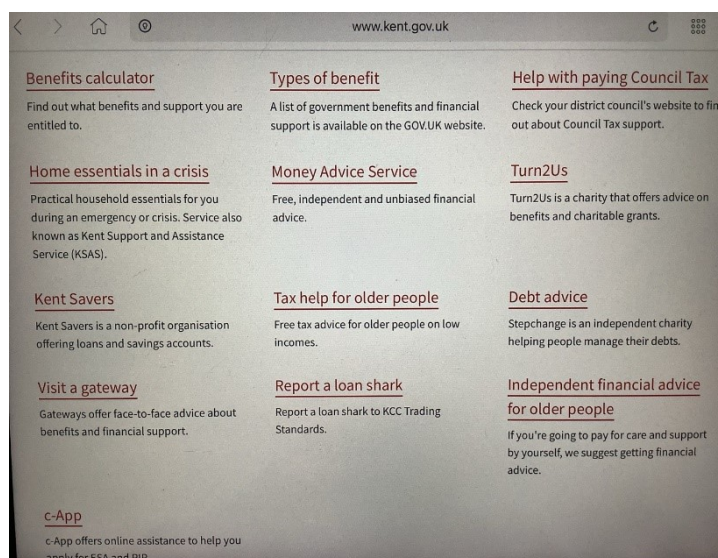 www.kent.gov.uk
Benefits calculator
Find out what benefits and support you are
entitled to.
Types of benefit
A list of government benefits and financial
support is available on the GOV.UK website.
Help with paying Council Tax
Check your district council's website to
out about Council Tax support.
Home essentials in a crisis
Practical household essentials for you
during an emergency or crisis. Service also
known as Kent Support and Assistance
Service (KSAS).
Money Advice Service
Free, independent and unbiased financial
advice.
Turn2Us
Turn2Us is a charity that offers advice on
benefits and charitable grants.
Kent Savers
Kent Savers is a non-profit organisation
offering loans and savings accounts.
Tax help for older people
Free tax advice for older people on low
incomes.
Debt advice
Stepchange is an independent charity
helping people manage their debts.
Visit a gateway
Gateways offer face-to-face advice about
benefits and financial support.
Report a loan shark
Report a loan shark to KCC Trading
Standards.
Independent financial advice
for older people
If you're going to pay for care and support
by yourself, we suggest getting financial
advice.
c-App
c-App offers online assistance to help you
apply for ESA and PIP